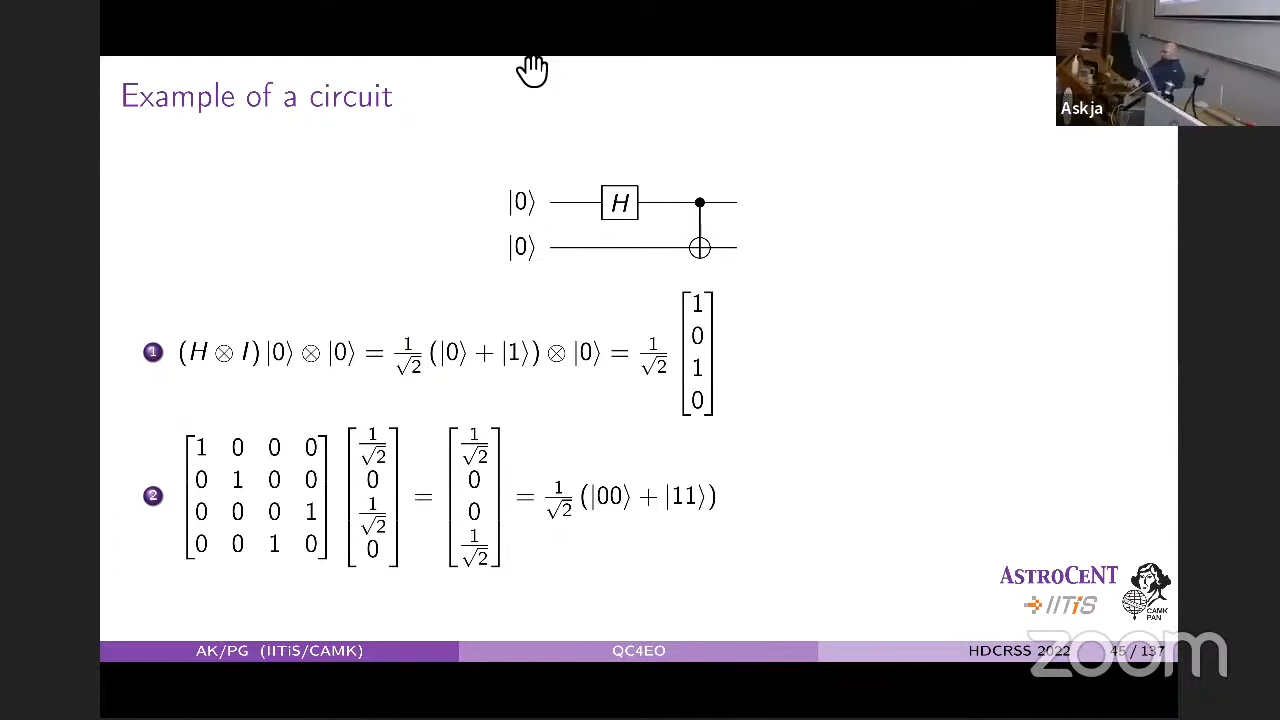 Example of a circuit
Askja
|0⟩ H
|0⟩
1 (H ⊗ I) |0⟩ ⊗ |0⟩ = 1/√2 (|0⟩ + |1⟩) ⊗ |0⟩ = 1/√2 [1 0 1 0]
2 [1 0 0 0; 0 1 0 0; 0 0 0 1; 0 0 1 0] [1/√2 0 1/√2 0] = [1/√2 0 0 1/√2] = 1/√2 (|00⟩ + |11⟩)
ASTROCENT
IITiS
CAMK
PAN
AK/PG (IITiS/CAMK) QC4EO HDCRSS 2022 45 / 137
zoom